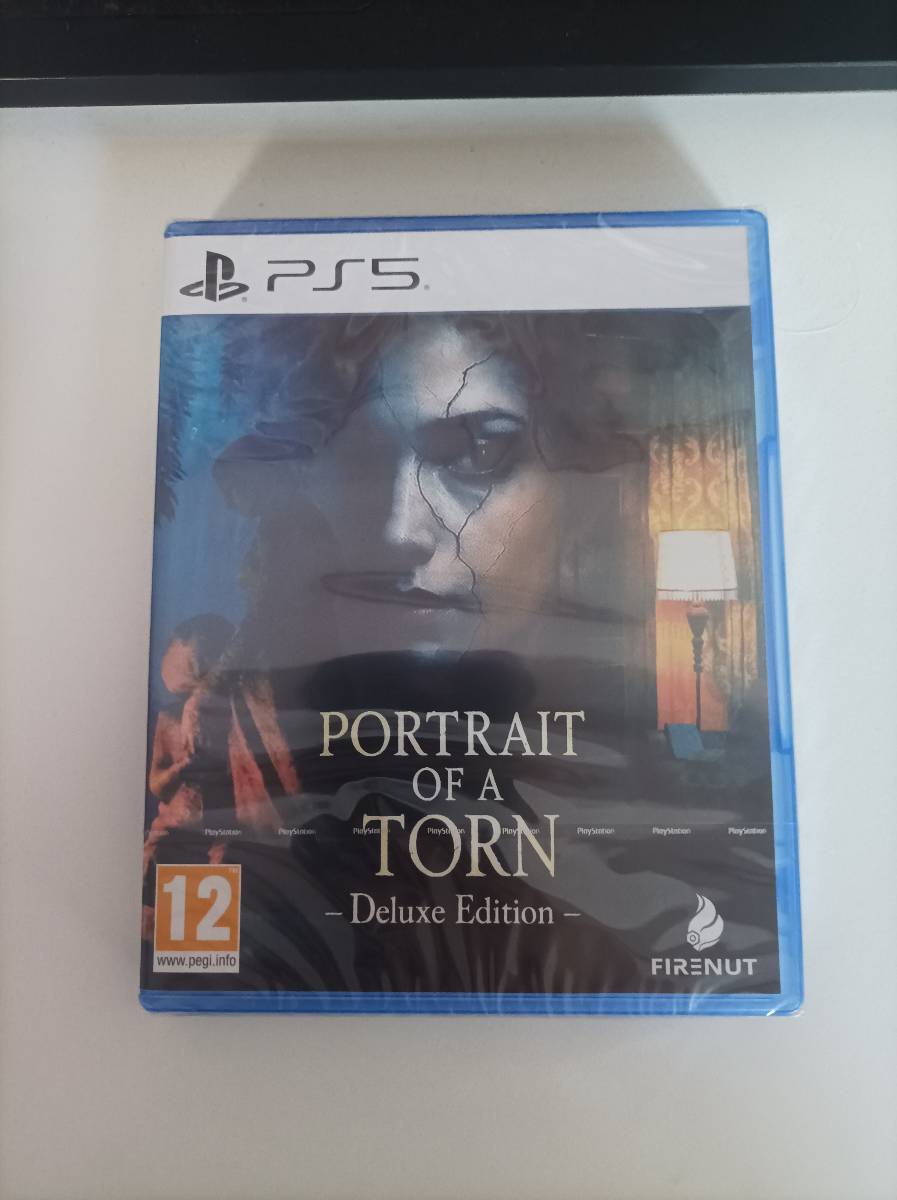 PS5
PORTRAIT
OF A
TORN
PlayStation PlayStation PlayStation PlayStation PlayStation PlayStation PlayStation PlayStation
– Deluxe Edition –
12
www.pegi.info
FIRENUT